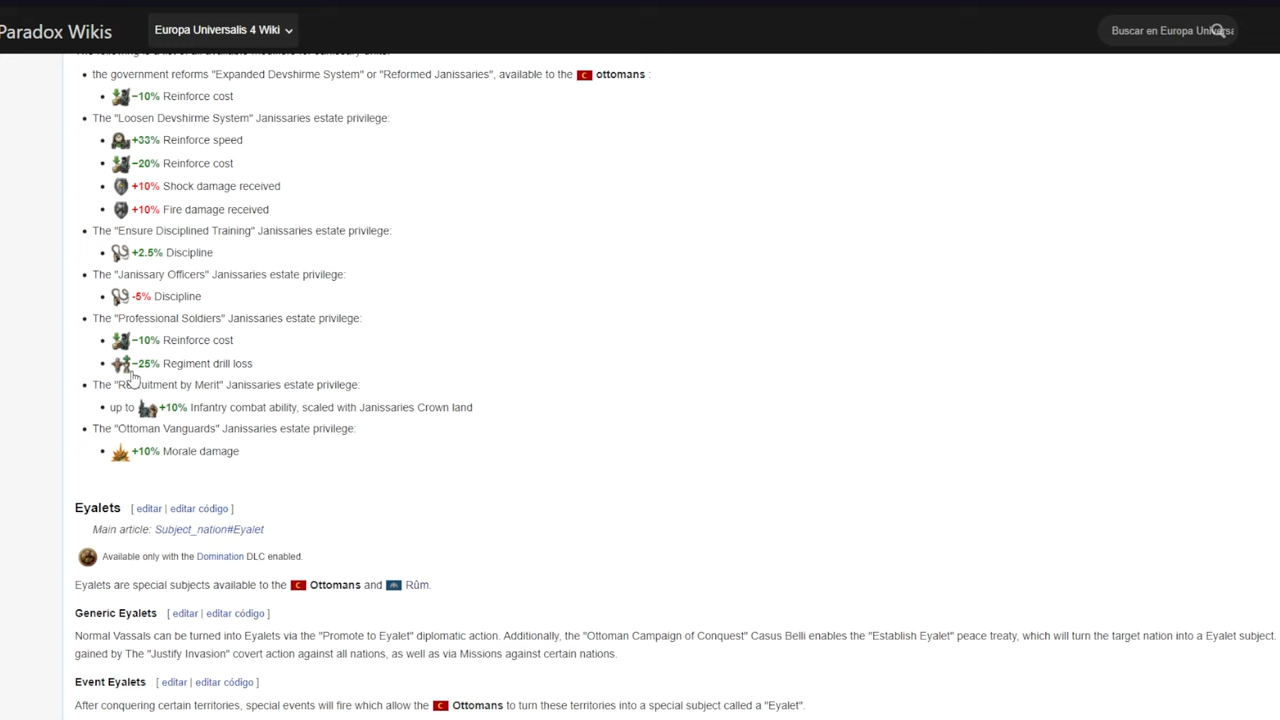 Paradox Wikis
Europa Universalis 4 Wiki
Buscar en Europa Universa
the government reforms "Expanded Devshirme System" or "Reformed Janissaries", available to the ottomans :
−10% Reinforce cost
The "Loosen Devshirme System" Janissaries estate privilege:
+33% Reinforce speed
−20% Reinforce cost
+10% Shock damage received
+10% Fire damage received
The "Ensure Disciplined Training" Janissaries estate privilege:
+2.5% Discipline
The "Janissary Officers" Janissaries estate privilege:
-5% Discipline
The "Professional Soldiers" Janissaries estate privilege:
−10% Reinforce cost
−25% Regiment drill loss
The "Recruitment by Merit" Janissaries estate privilege:
up to +10% Infantry combat ability, scaled with Janissaries Crown land
The "Ottoman Vanguards" Janissaries estate privilege:
+10% Morale damage
Eyalets [ editar | editar código ]
Main article: Subject_nation#Eyalet
Available only with the Domination DLC enabled.
Eyalets are special subjects available to the Ottomans and Rûm.
Generic Eyalets [ editar | editar código ]
Normal Vassals can be turned into Eyalets via the "Promote to Eyalet" diplomatic action. Additionally, the "Ottoman Campaign of Conquest" Casus Belli enables the "Establish Eyalet" peace treaty, which will turn the target nation into a Eyalet subject.
gained by The "Justify Invasion" covert action against all nations, as well as via Missions against certain nations.
Event Eyalets [ editar | editar código ]
After conquering certain territories, special events will fire which allow the Ottomans to turn these territories into a special subject called a "Eyalet".